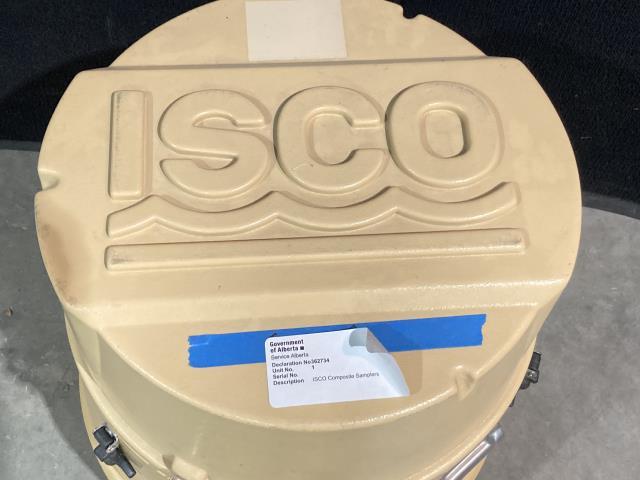 ISCO
Government
of Alberta
Service Alberta
Declaration No362734
Unit No. 1
Serial No.
Description ISCO Composite Samplers